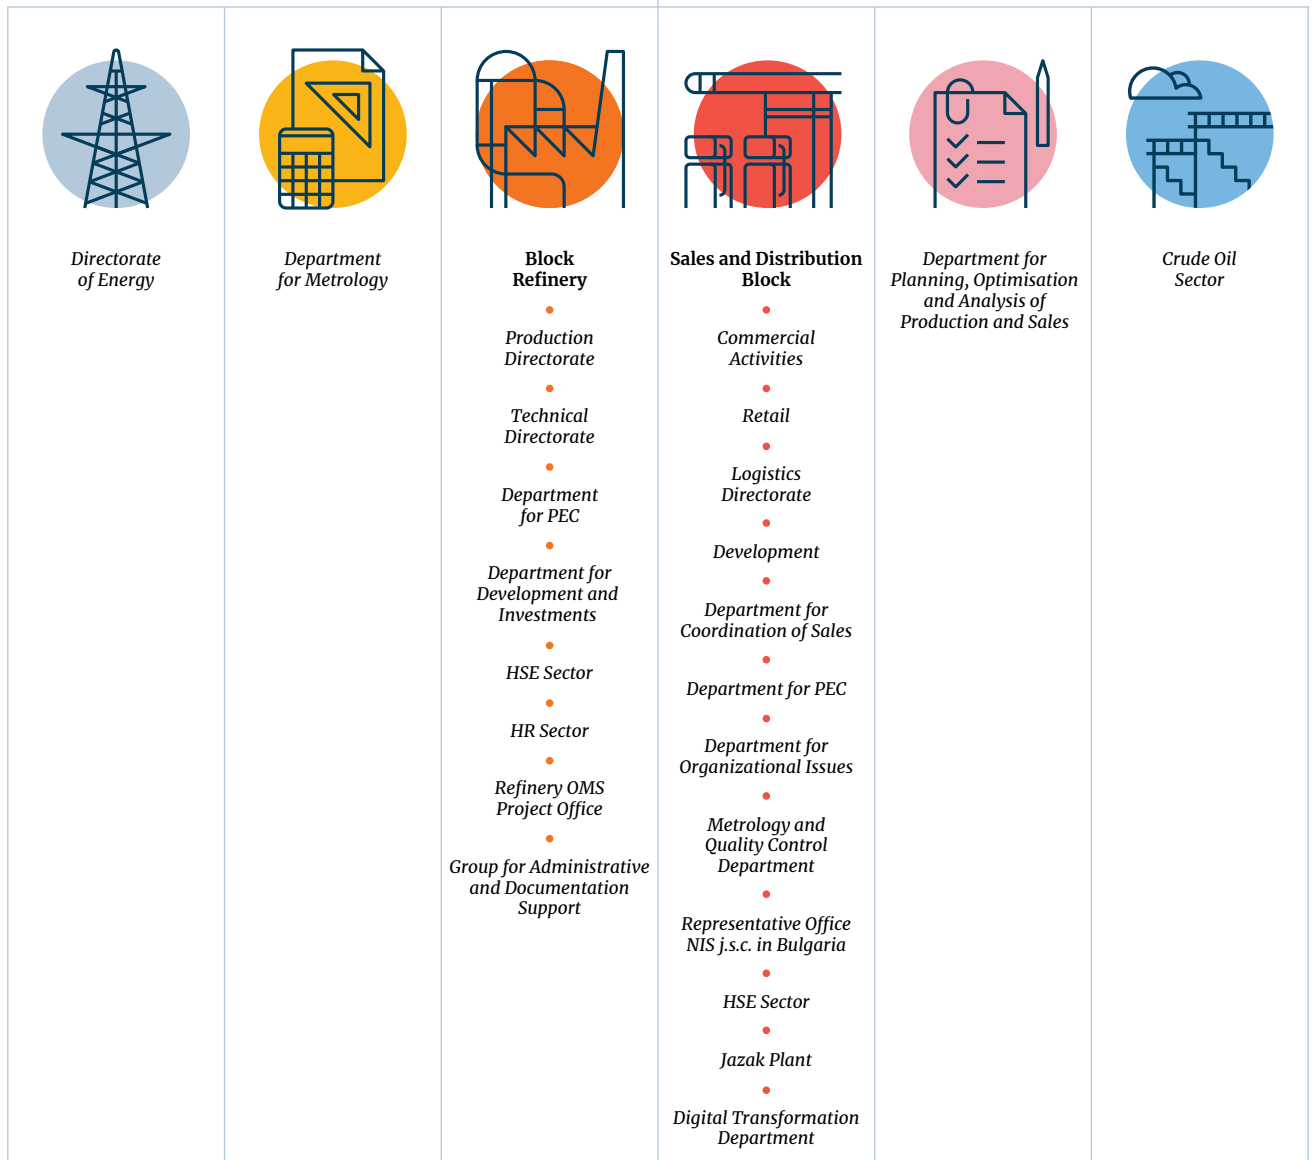 Directorate
of Energy
Department
for Metrology
Block
Refinery
Production
Directorate
Technical
Directorate
Department
for PEC
Department for
Development and
Investments
HSE Sector
HR Sector
Refinery OMS
Project Office
Group for Administrative
and Documentation
Support
Sales and Distribution
Block
Commercial
Activities
Retail
Logistics
Directorate
Development
Department for
Coordination of Sales
Department for PEC
Department for
Organizational Issues
Metrology and
Quality Control
Department
Representative Office
NIS j.s.c. in Bulgaria
HSE Sector
Jazak Plant
Digital Transformation
Department
Department for
Planning, Optimisation
and Analysis of
Production and Sales
Crude Oil
Sector